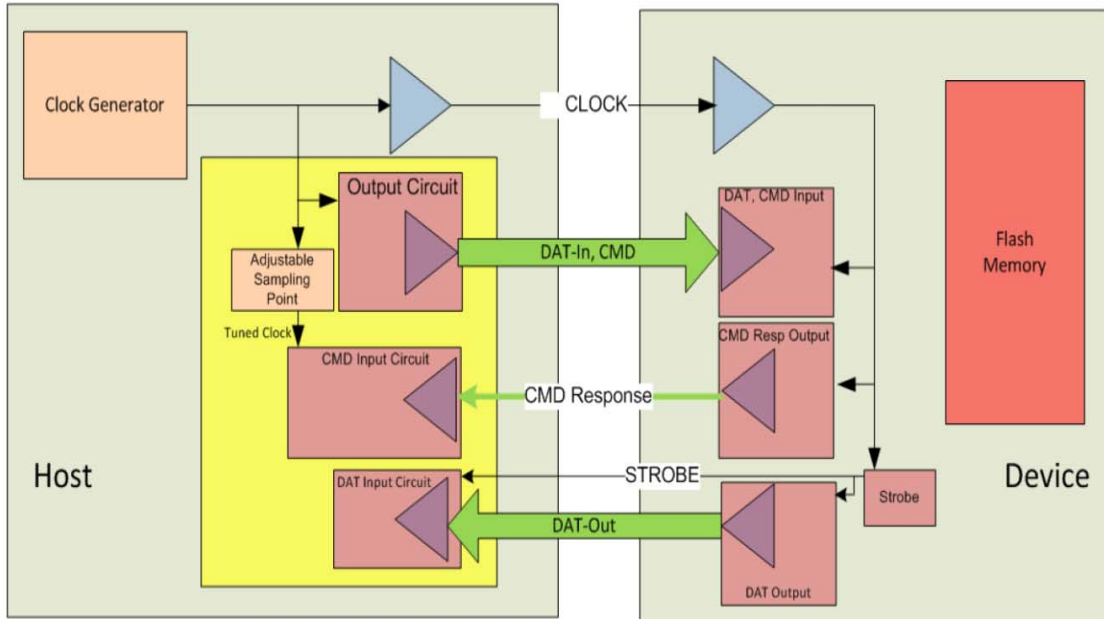 Clock Generator
CLOCK
Output Circuit
DAT, CMD Input
Flash
Memory
DAT-In, CMD
Adjustable
Sampling
Point
Tuned Clock
CMD Input Circuit
CMD Resp Output
CMD Response
Host
STROBE
Device
DAT Input Circuit
Strobe
DAT-Out
DAT Output